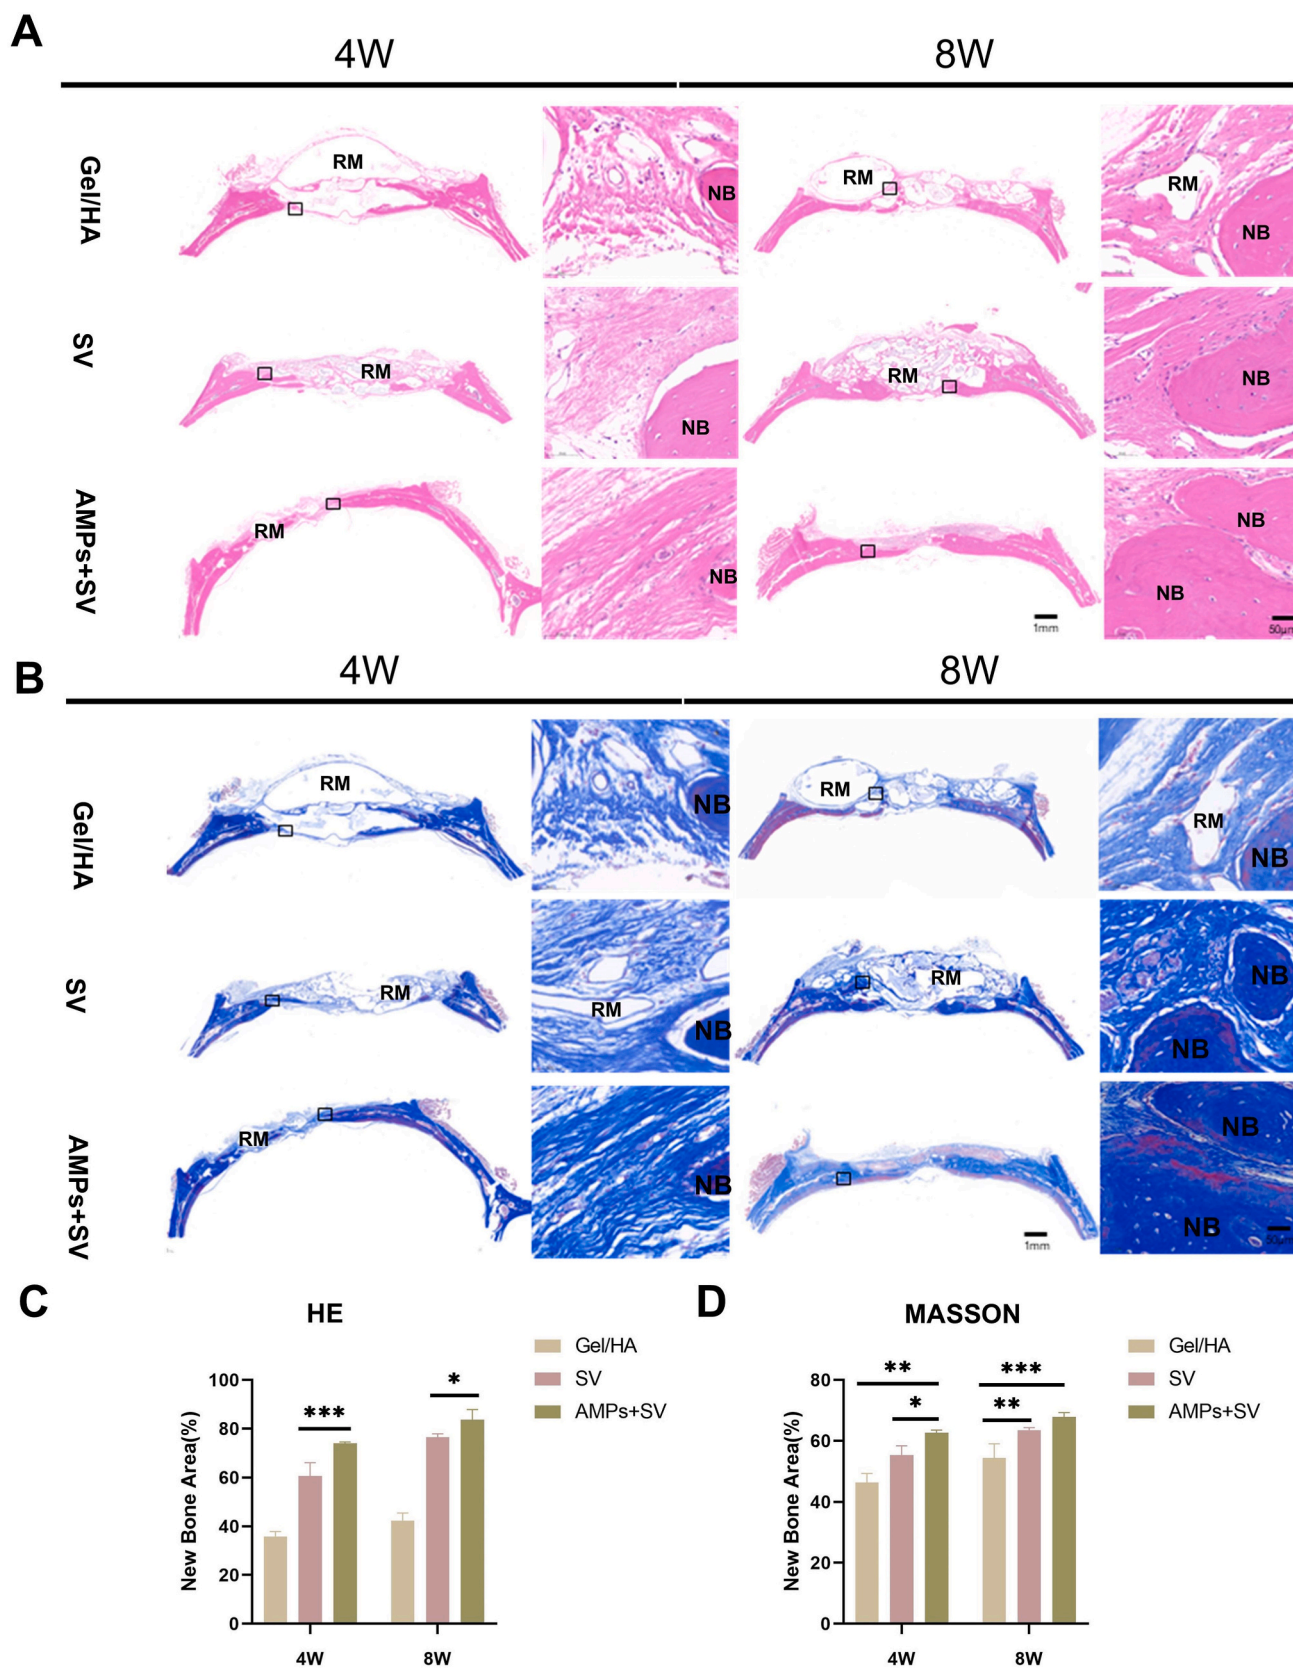 A
4W 8W
Gel/HA
RM
NB
RM
RM
NB
SV
RM
NB
RM
NB
AMPs+SV
RM
NB
NB
NB
1mm
50μm
B
4W 8W
Gel/HA
RM
NB
RM
RM
NB
SV
RM
RM
NB
RM
NB
NB
AMPs+SV
RM
NB
NB
NB
1mm
50μm
C
HE
Gel/HA
SV
AMPs+SV
New Bone Area(%)
100
80
60
40
20
0
***
*
4W 8W
D
MASSON
Gel/HA
SV
AMPs+SV
New Bone Area(%)
80
60
40
20
0
**
*
***
**
4W 8W